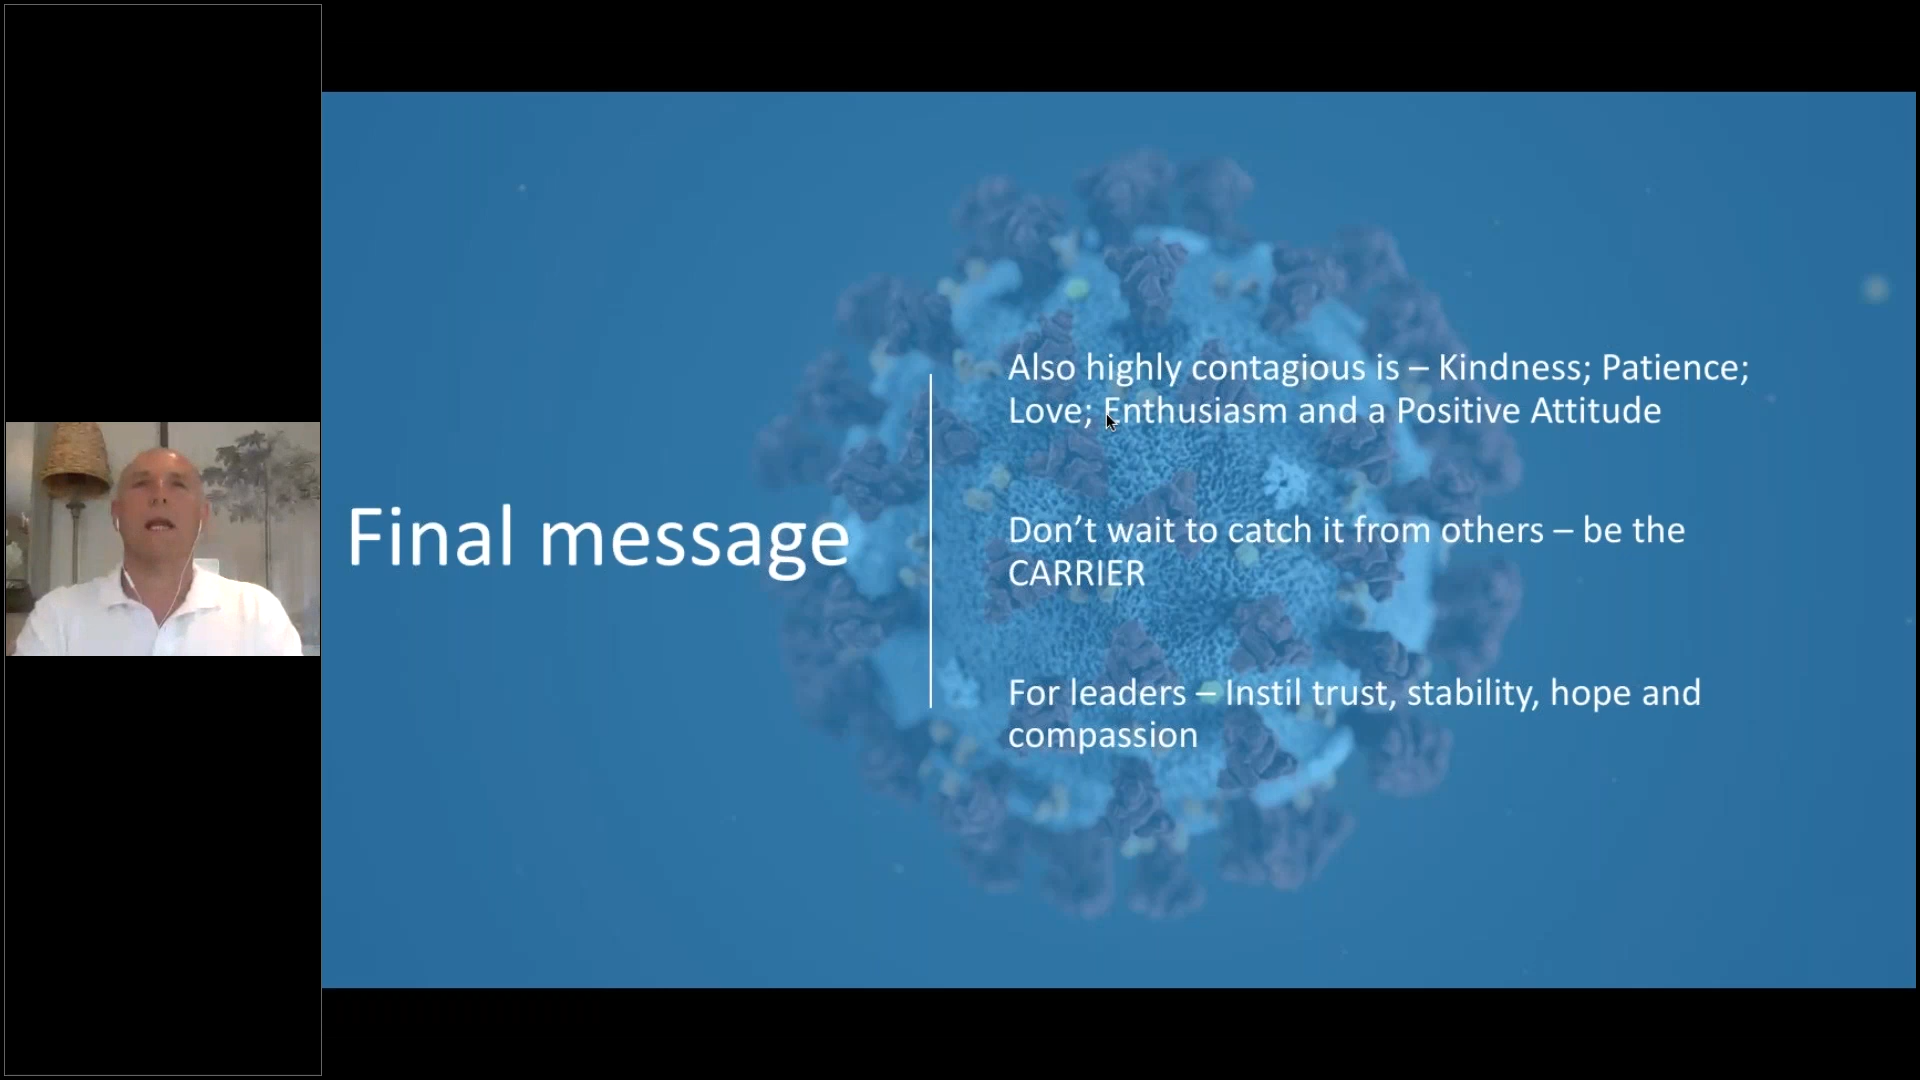 Final message
Also highly contagious is – Kindness; Patience;
Love; Enthusiasm and a Positive Attitude
Don’t wait to catch it from others – be the
CARRIER
For leaders – Instil trust, stability, hope and
compassion